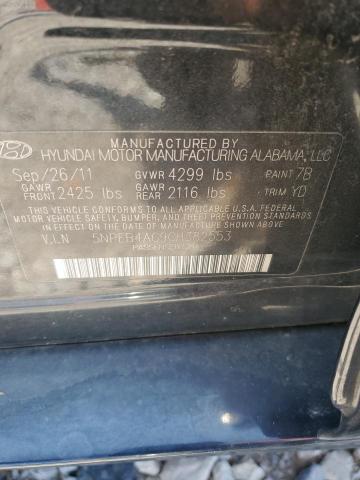 MANUFACTURED BY
HYUNDAI MOTOR MANUFACTURING ALABAMA, LLC
Sep/26/11 GVWR 4299 lbs PAINT 7B
GAWR FRONT 2425 lbs GAWR REAR 2116 lbs TRIM YD
THIS VEHICLE CONFORMS TO ALL APPLICABLE FEDERAL
MOTOR VEHICLE SAFETY, BUMPER, AND THEFT PREVENTION
STANDARDS IN EFFECT ON THE DATE OF MANUFACTURE
V.I.N